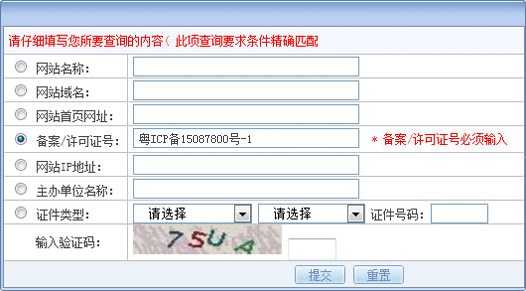 请仔细填写您所要查询的内容( 此项查询要求条件精确匹配
网站名称：
网站域名：
网站首页网址：
备案/许可证号： 粤ICP备15087800号-1 * 备案/许可证号必须输入
网站IP地址：
主办单位名称：
证件类型： 请选择 请选择 证件号码：
输入验证码： 7SUA
提交 重置